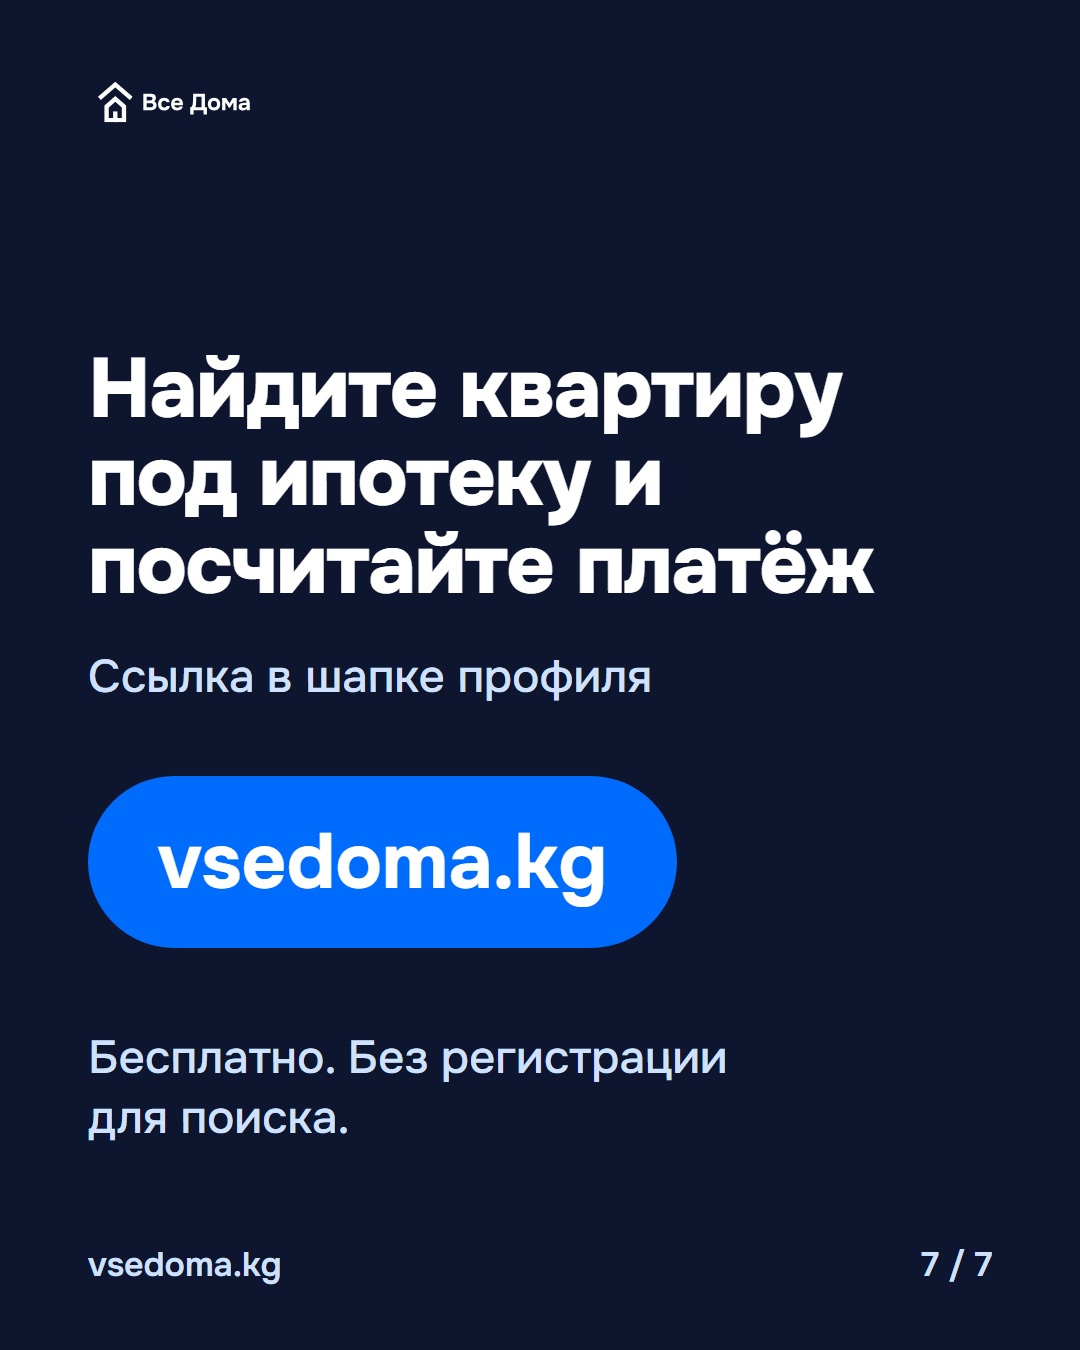 Все Дома
Найдите квартиру
под ипотеку и
посчитайте платёж
Ссылка в шапке профиля
vsedoma.kg
Бесплатно. Без регистрации
для поиска.
vsedoma.kg
7 / 7